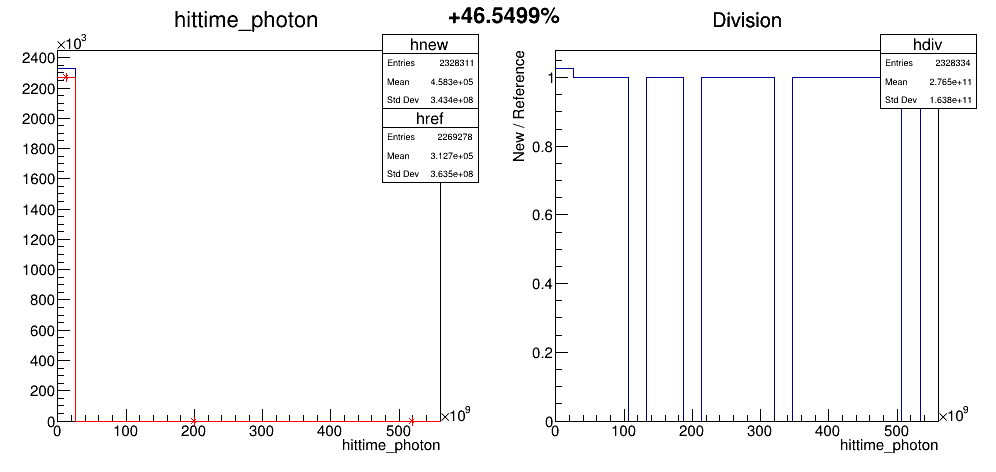 +46.5499%
hittime_photon
×10³
2400
2200
2000
1800
1600
1400
1200
1000
800
600
400
200
0
0 100 200 300 400 500
×10⁹
hittime_photon
hnew
Entries 2328311
Mean 4.583e+05
Std Dev 3.434e+08
href
Entries 2269278
Mean 3.127e+05
Std Dev 3.635e+08
Division
New / Reference
1
0.8
0.6
0.4
0.2
0
0 100 200 300 400 500
×10⁹
hittime_photon
hdiv
Entries 2328334
Mean 2.765e+11
Std Dev 1.638e+11